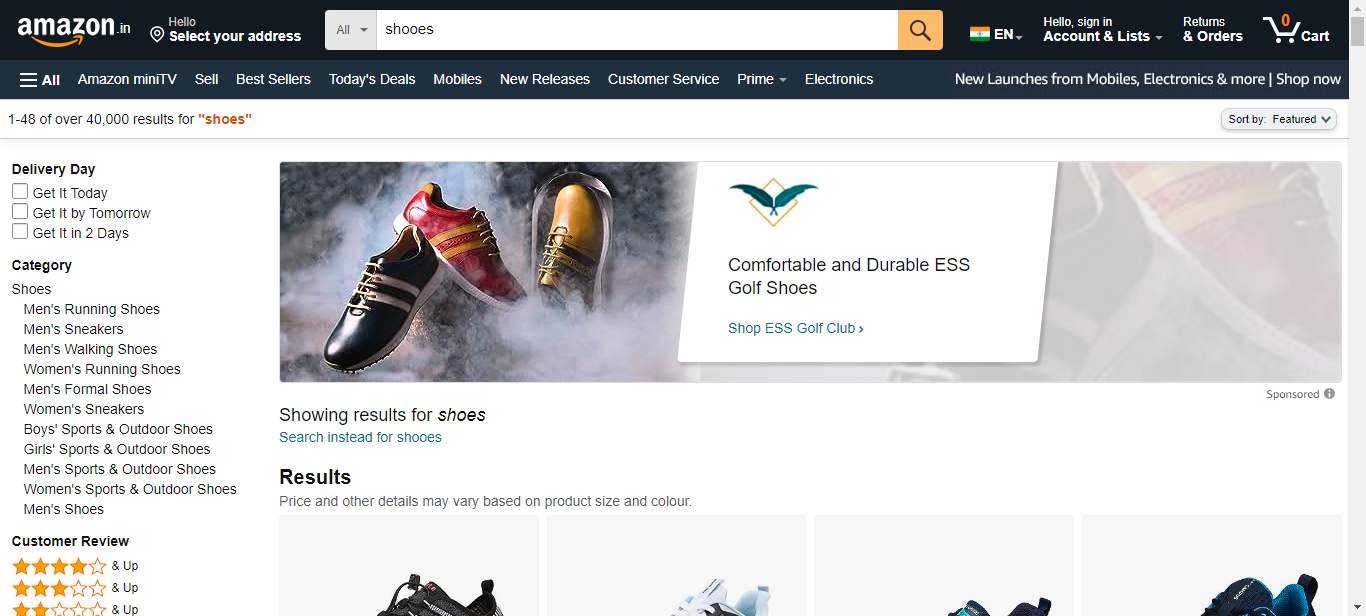 amazon.in
Hello
Select your address
All
shooes
EN
Hello, sign in
Account & Lists
Returns
& Orders
0
Cart
All
Amazon miniTV
Sell
Best Sellers
Today's Deals
Mobiles
New Releases
Customer Service
Prime
Electronics
New Launches from Mobiles, Electronics & more | Shop now
1-48 of over 40,000 results for "shoes"
Sort by: Featured
Delivery Day
Get It Today
Get It by Tomorrow
Get It in 2 Days
Category
Shoes
Men's Running Shoes
Men's Sneakers
Men's Walking Shoes
Women's Running Shoes
Men's Formal Shoes
Women's Sneakers
Boys' Sports & Outdoor Shoes
Girls' Sports & Outdoor Shoes
Men's Sports & Outdoor Shoes
Women's Sports & Outdoor Shoes
Men's Shoes
Customer Review
& Up
& Up
& Up
Comfortable and Durable ESS
Golf Shoes
Shop ESS Golf Club ›
Sponsored
Showing results for shoes
Search instead for shooes
Results
Price and other details may vary based on product size and colour.